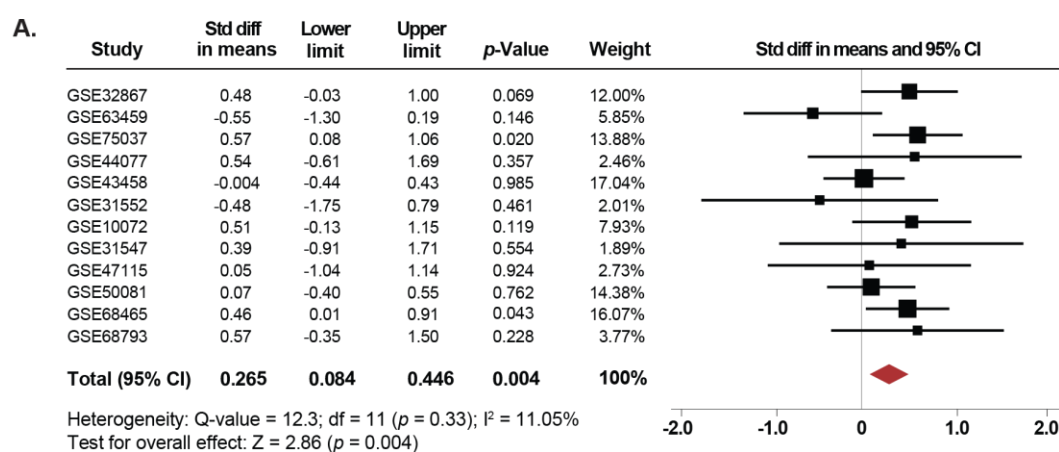 A.
Study Std diff in means Lower limit Upper limit p-Value Weight Std diff in means and 95% CI
GSE32867 0.48 -0.03 1.00 0.069 12.00%
GSE63459 -0.55 -1.30 0.19 0.146 5.85%
GSE75037 0.57 0.08 1.06 0.020 13.88%
GSE44077 0.54 -0.61 1.69 0.357 2.46%
GSE43458 -0.004 -0.44 0.43 0.985 17.04%
GSE31552 -0.48 -1.75 0.79 0.461 2.01%
GSE10072 0.51 -0.13 1.15 0.119 7.93%
GSE31547 0.39 -0.91 1.71 0.554 1.89%
GSE47115 0.05 -1.04 1.14 0.924 2.73%
GSE50081 0.07 -0.40 0.55 0.762 14.38%
GSE68465 0.46 0.01 0.91 0.043 16.07%
GSE68793 0.57 -0.35 1.50 0.228 3.77%
Total (95% CI) 0.265 0.084 0.446 0.004 100%
Heterogeneity: Q-value = 12.3; df = 11 (p = 0.33); I² = 11.05%
Test for overall effect: Z = 2.86 (p = 0.004)
-2.0 -1.0 0 1.0 2.0